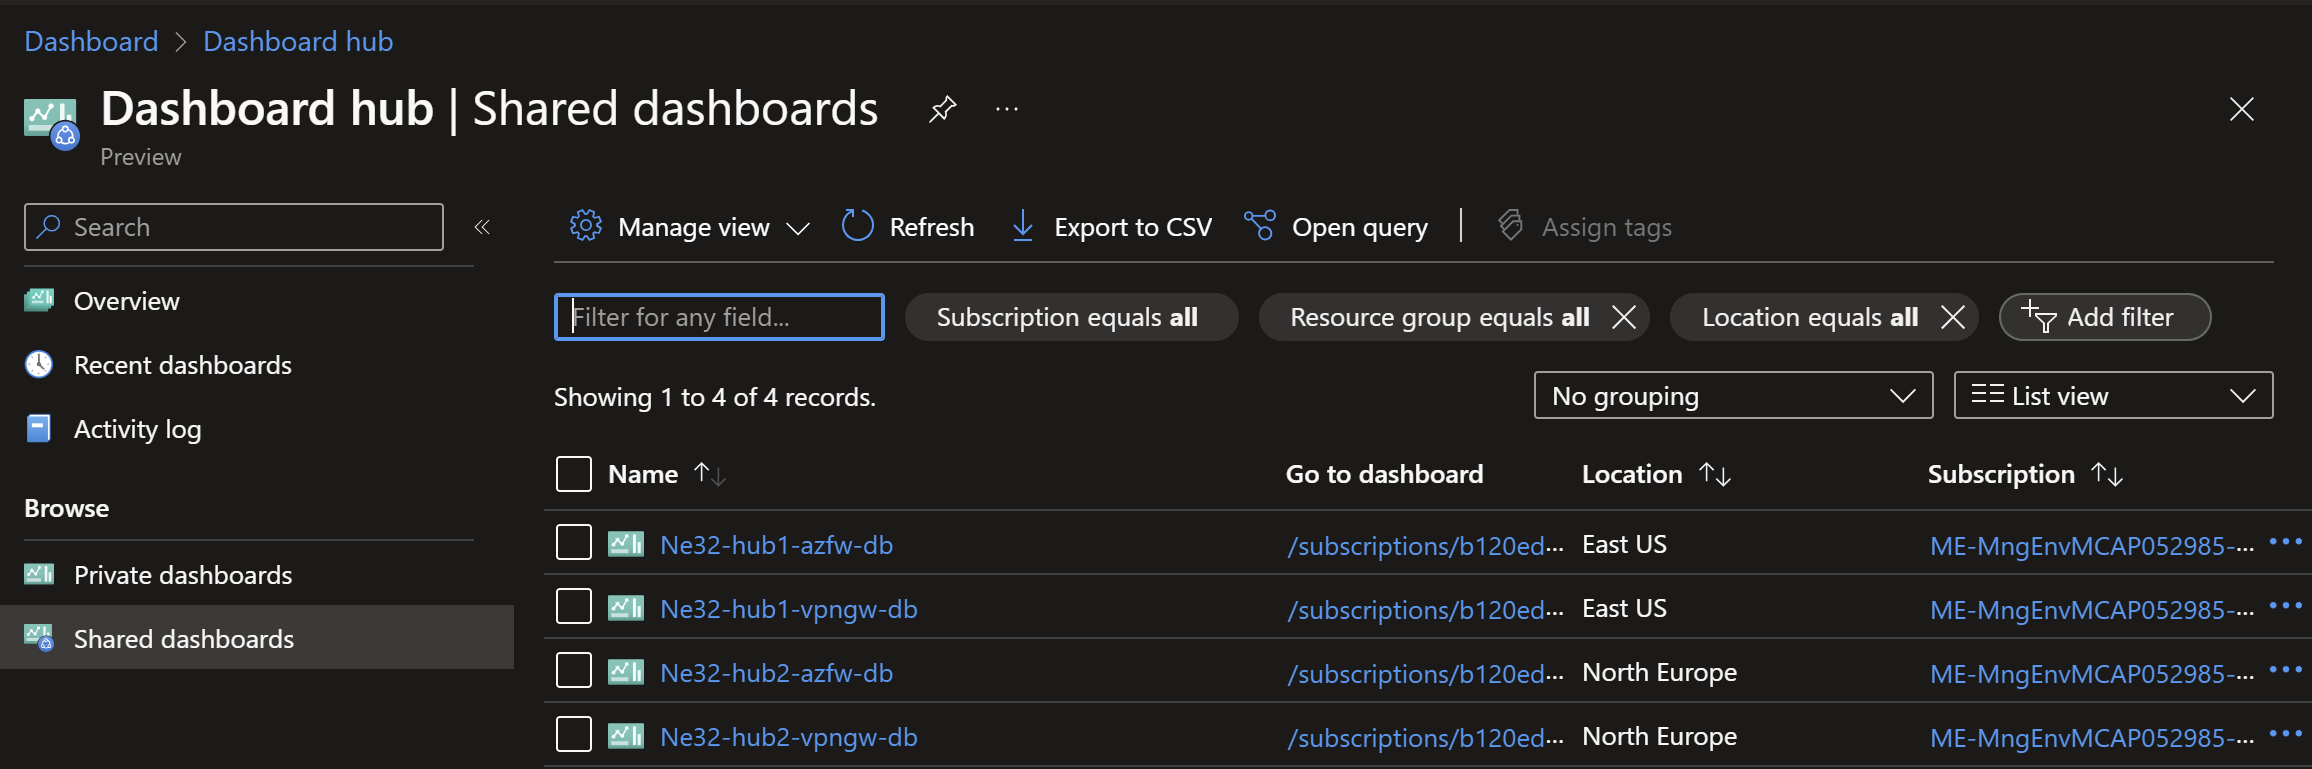 Dashboard > Dashboard hub
Dashboard hub | Shared dashboards ...
Preview
Search «
Overview
Recent dashboards
Activity log
Browse
Private dashboards
Shared dashboards
Manage view Refresh Export to CSV Open query | Assign tags
Filter for any field... Subscription equals all Resource group equals all Location equals all Add filter
Showing 1 to 4 of 4 records. No grouping List view
Name Go to dashboard Location Subscription
Ne32-hub1-azfw-db /subscriptions/b120ed... East US ME-MngEnvMCAP052985-... ...
Ne32-hub1-vpngw-db /subscriptions/b120ed... East US ME-MngEnvMCAP052985-... ...
Ne32-hub2-azfw-db /subscriptions/b120ed... North Europe ME-MngEnvMCAP052985-... ...
Ne32-hub2-vpngw-db /subscriptions/b120ed... North Europe ME-MngEnvMCAP052985-... ...